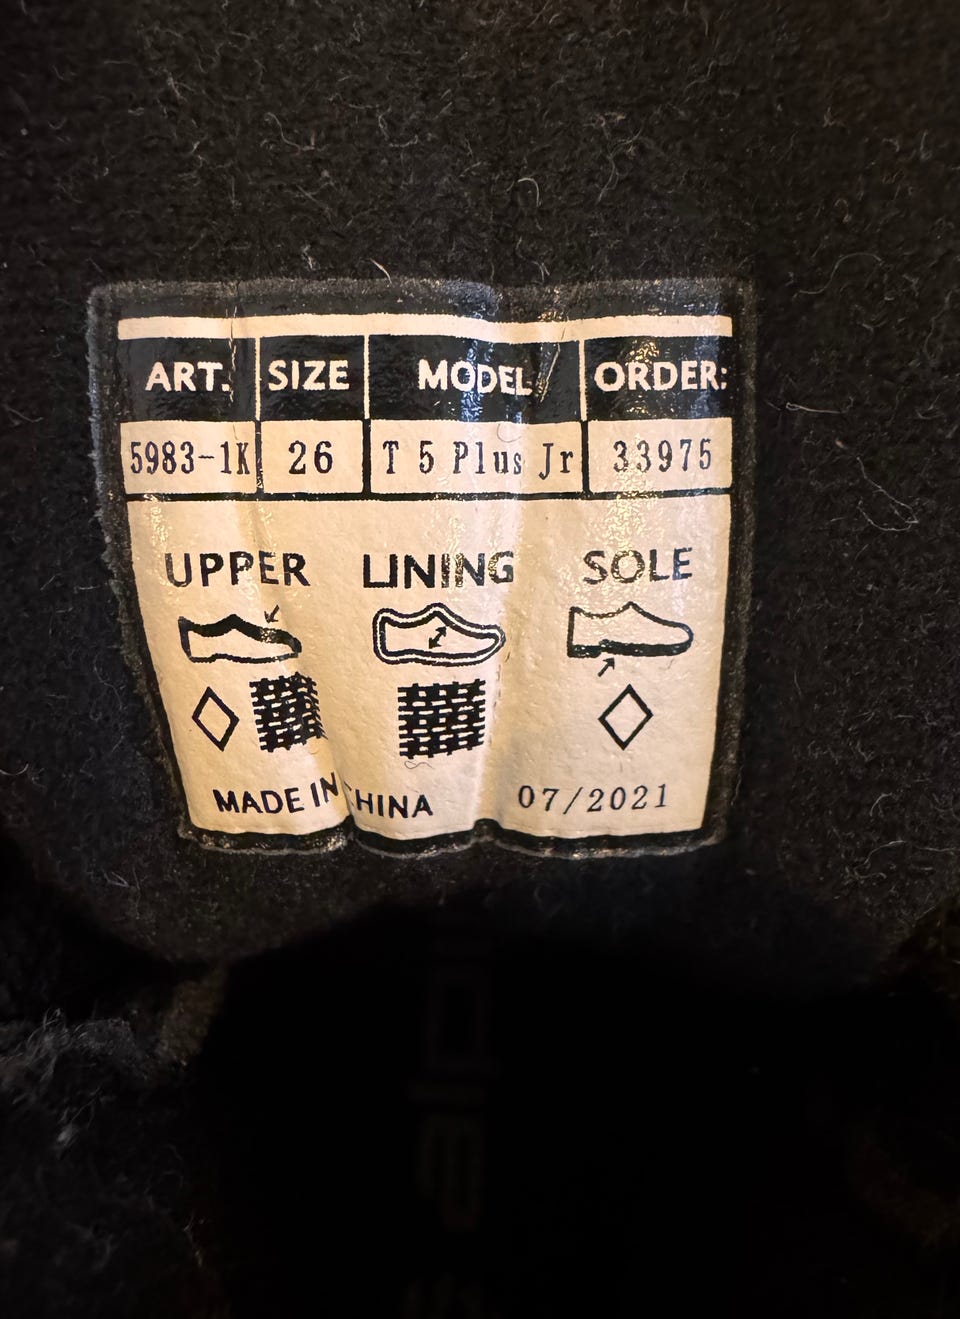 ART. SIZE MODEL ORDER:
5983-1K 26 T 5 Plus Jr 33975
UPPER LINING SOLE
MADE IN CHINA 07/2021